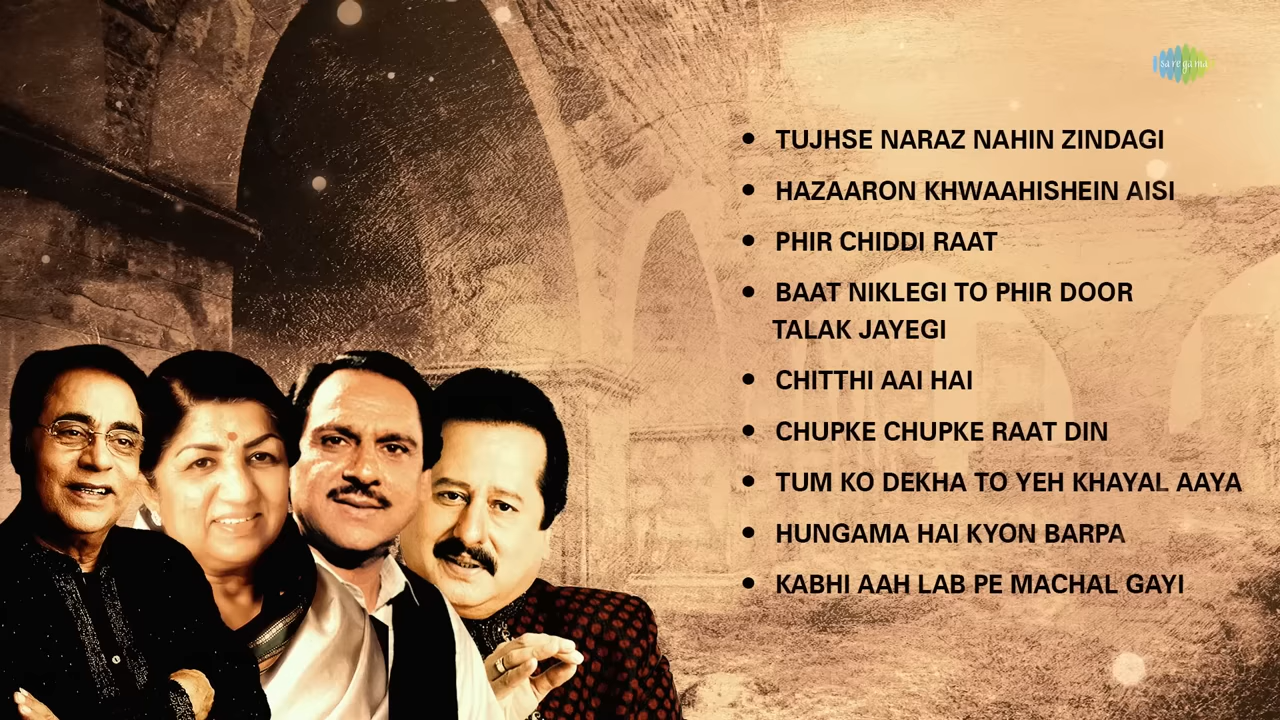 saregama
• TUJHSE NARAZ NAHIN ZINDAGI
• HAZAARON KHWAAHISHEIN AISI
• PHIR CHIDDI RAAT
• BAAT NIKLEGI TO PHIR DOOR
TALAK JAYEGI
• CHITTHI AAI HAI
• CHUPKE CHUPKE RAAT DIN
• TUM KO DEKHA TO YEH KHAYAL AAYA
• HUNGAMA HAI KYON BARPA
• KABHI AAH LAB PE MACHAL GAYI